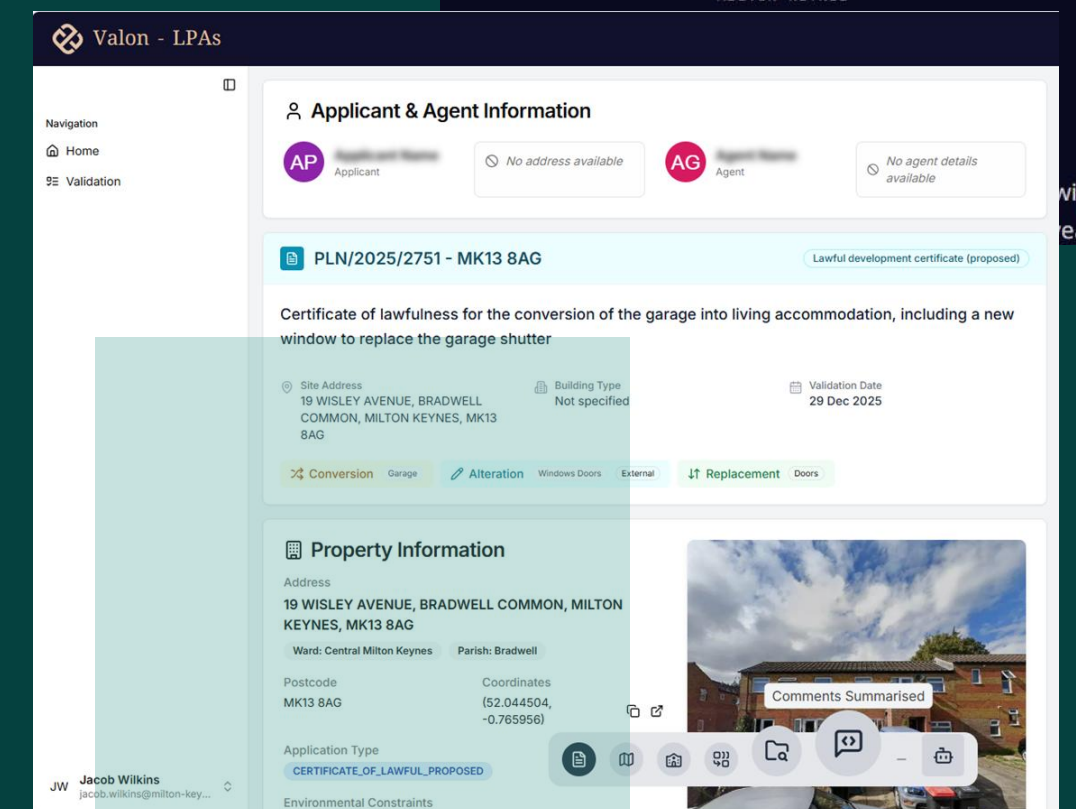 Valon - LPAs
Navigation
Home
Validation
Applicant & Agent Information
AP
Applicant
No address available
AG
Agent
No agent details
available
PLN/2025/2751 - MK13 8AG
Lawful development certificate (proposed)
Certificate of lawfulness for the conversion of the garage into living accommodation, including a new
window to replace the garage shutter
Site Address
19 WISLEY AVENUE, BRADWELL
COMMON, MILTON KEYNES, MK13
8AG
Building Type
Not specified
Validation Date
29 Dec 2025
Conversion Garage
Alteration Windows Doors External
Replacement Doors
Property Information
Address
19 WISLEY AVENUE, BRADWELL COMMON, MILTON
KEYNES, MK13 8AG
Ward: Central Milton Keynes
Parish: Bradwell
Postcode
MK13 8AG
Coordinates
(52.044504,
-0.765956)
Application Type
CERTIFICATE_OF_LAWFUL_PROPOSED
Environmental Constraints
Comments Summarised
JW
Jacob Wilkins
jacob.wilkins@milton-key...